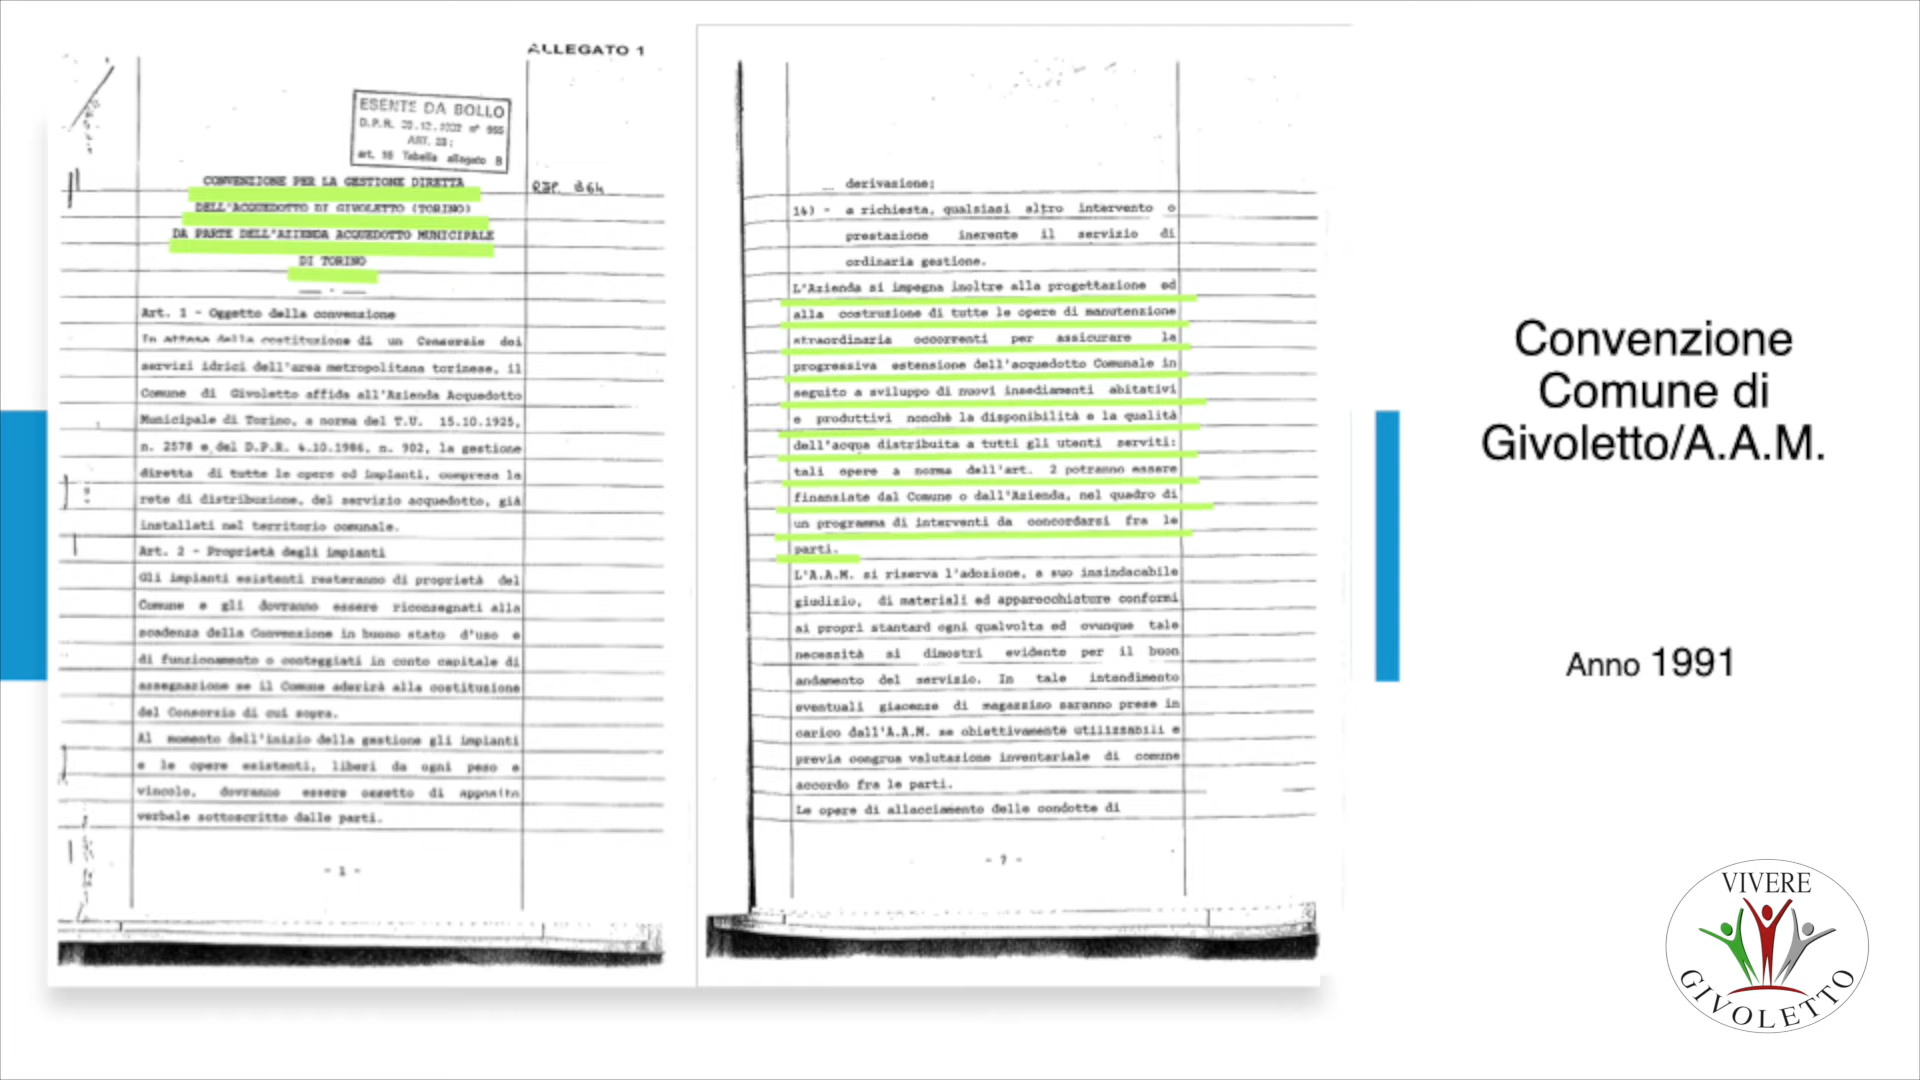 ALLEGATO 1
ESENTE DA BOLLO
ART. 28;
art. 16 Tabella allegato B
CONVENZIONE PER LA GESTIONE DIRETTA
DELL'ACQUEDOTTO DI GIVOLETTO (TORINO)
DA PARTE DELL'AZIENDA ACQUEDOTTO MUNICIPALE
DI TORINO
Art. 1 - Oggetto della convenzione
In attesa della costituzione di un Consorzio dei
servizi idrici dell'area metropolitana torinese, il
Comune di Givoletto affida all'Azienda Acquedotto
Municipale di Torino, a norma del T.U. 15.10.1925,
n. 2578 e del D.P.R. 4.10.1986, n. 902, la gestione
diretta di tutte le opere ed impianti, compresa la
rete di distribuzione, del servizio acquedotto, già
installati nel territorio comunale.
Art. 2 - Proprietà degli impianti
Gli impianti esistenti resteranno di proprietà del
Comune e gli dovranno essere riconsegnati alla
scadenza della Convenzione in buono stato d'uso e
di funzionamento o conteggiati in conto capitale di
assegnazione se il Comune aderirà alla costituzione
del Consorzio di cui sopra.
Al momento dell'inizio della gestione gli impianti
e le opere esistenti, liberi da ogni peso e
vincolo, dovranno essere oggetto di apposito
verbale sottoscritto dalle parti.
- 1 -
derivazione;
14) - a richiesta, qualsiasi altro intervento o
prestazione inerente il servizio di
ordinaria gestione.
L'Azienda si impegna inoltre alla progettazione ed
alla costruzione di tutte le opere di manutenzione
straordinaria occorrenti per assicurare la
progressiva estensione dell'acquedotto Comunale in
seguito a sviluppo di nuovi insediamenti abitativi
e produttivi nonchè la disponibilità e la qualità
dell'acqua distribuita a tutti gli utenti serviti:
tali opere a norma dell'art. 2 potranno essere
finanziate dal Comune o dall'Azienda, nel quadro di
un programma di interventi da concordarsi fra le
parti.
L'A.A.M. si riserva l'adozione, a suo insindacabile
giudizio, di materiali ed apparecchiature conformi
ai propri stantard ogni qualvolta ed ovunque tale
necessità si dimostri evidente per il buon
andamento del servizio. In tale intendimento
eventuali giacenze di magazzino saranno prese in
carico dall'A.A.M. se obiettivamente utilizzabili e
previa congrua valutazione inventariale di comune
accordo fra le parti.
Le opere di allacciamento delle condotte di
- 7 -
Convenzione
Comune di
Givoletto/A.A.M.
Anno 1991
VIVERE
GIVOLETTO